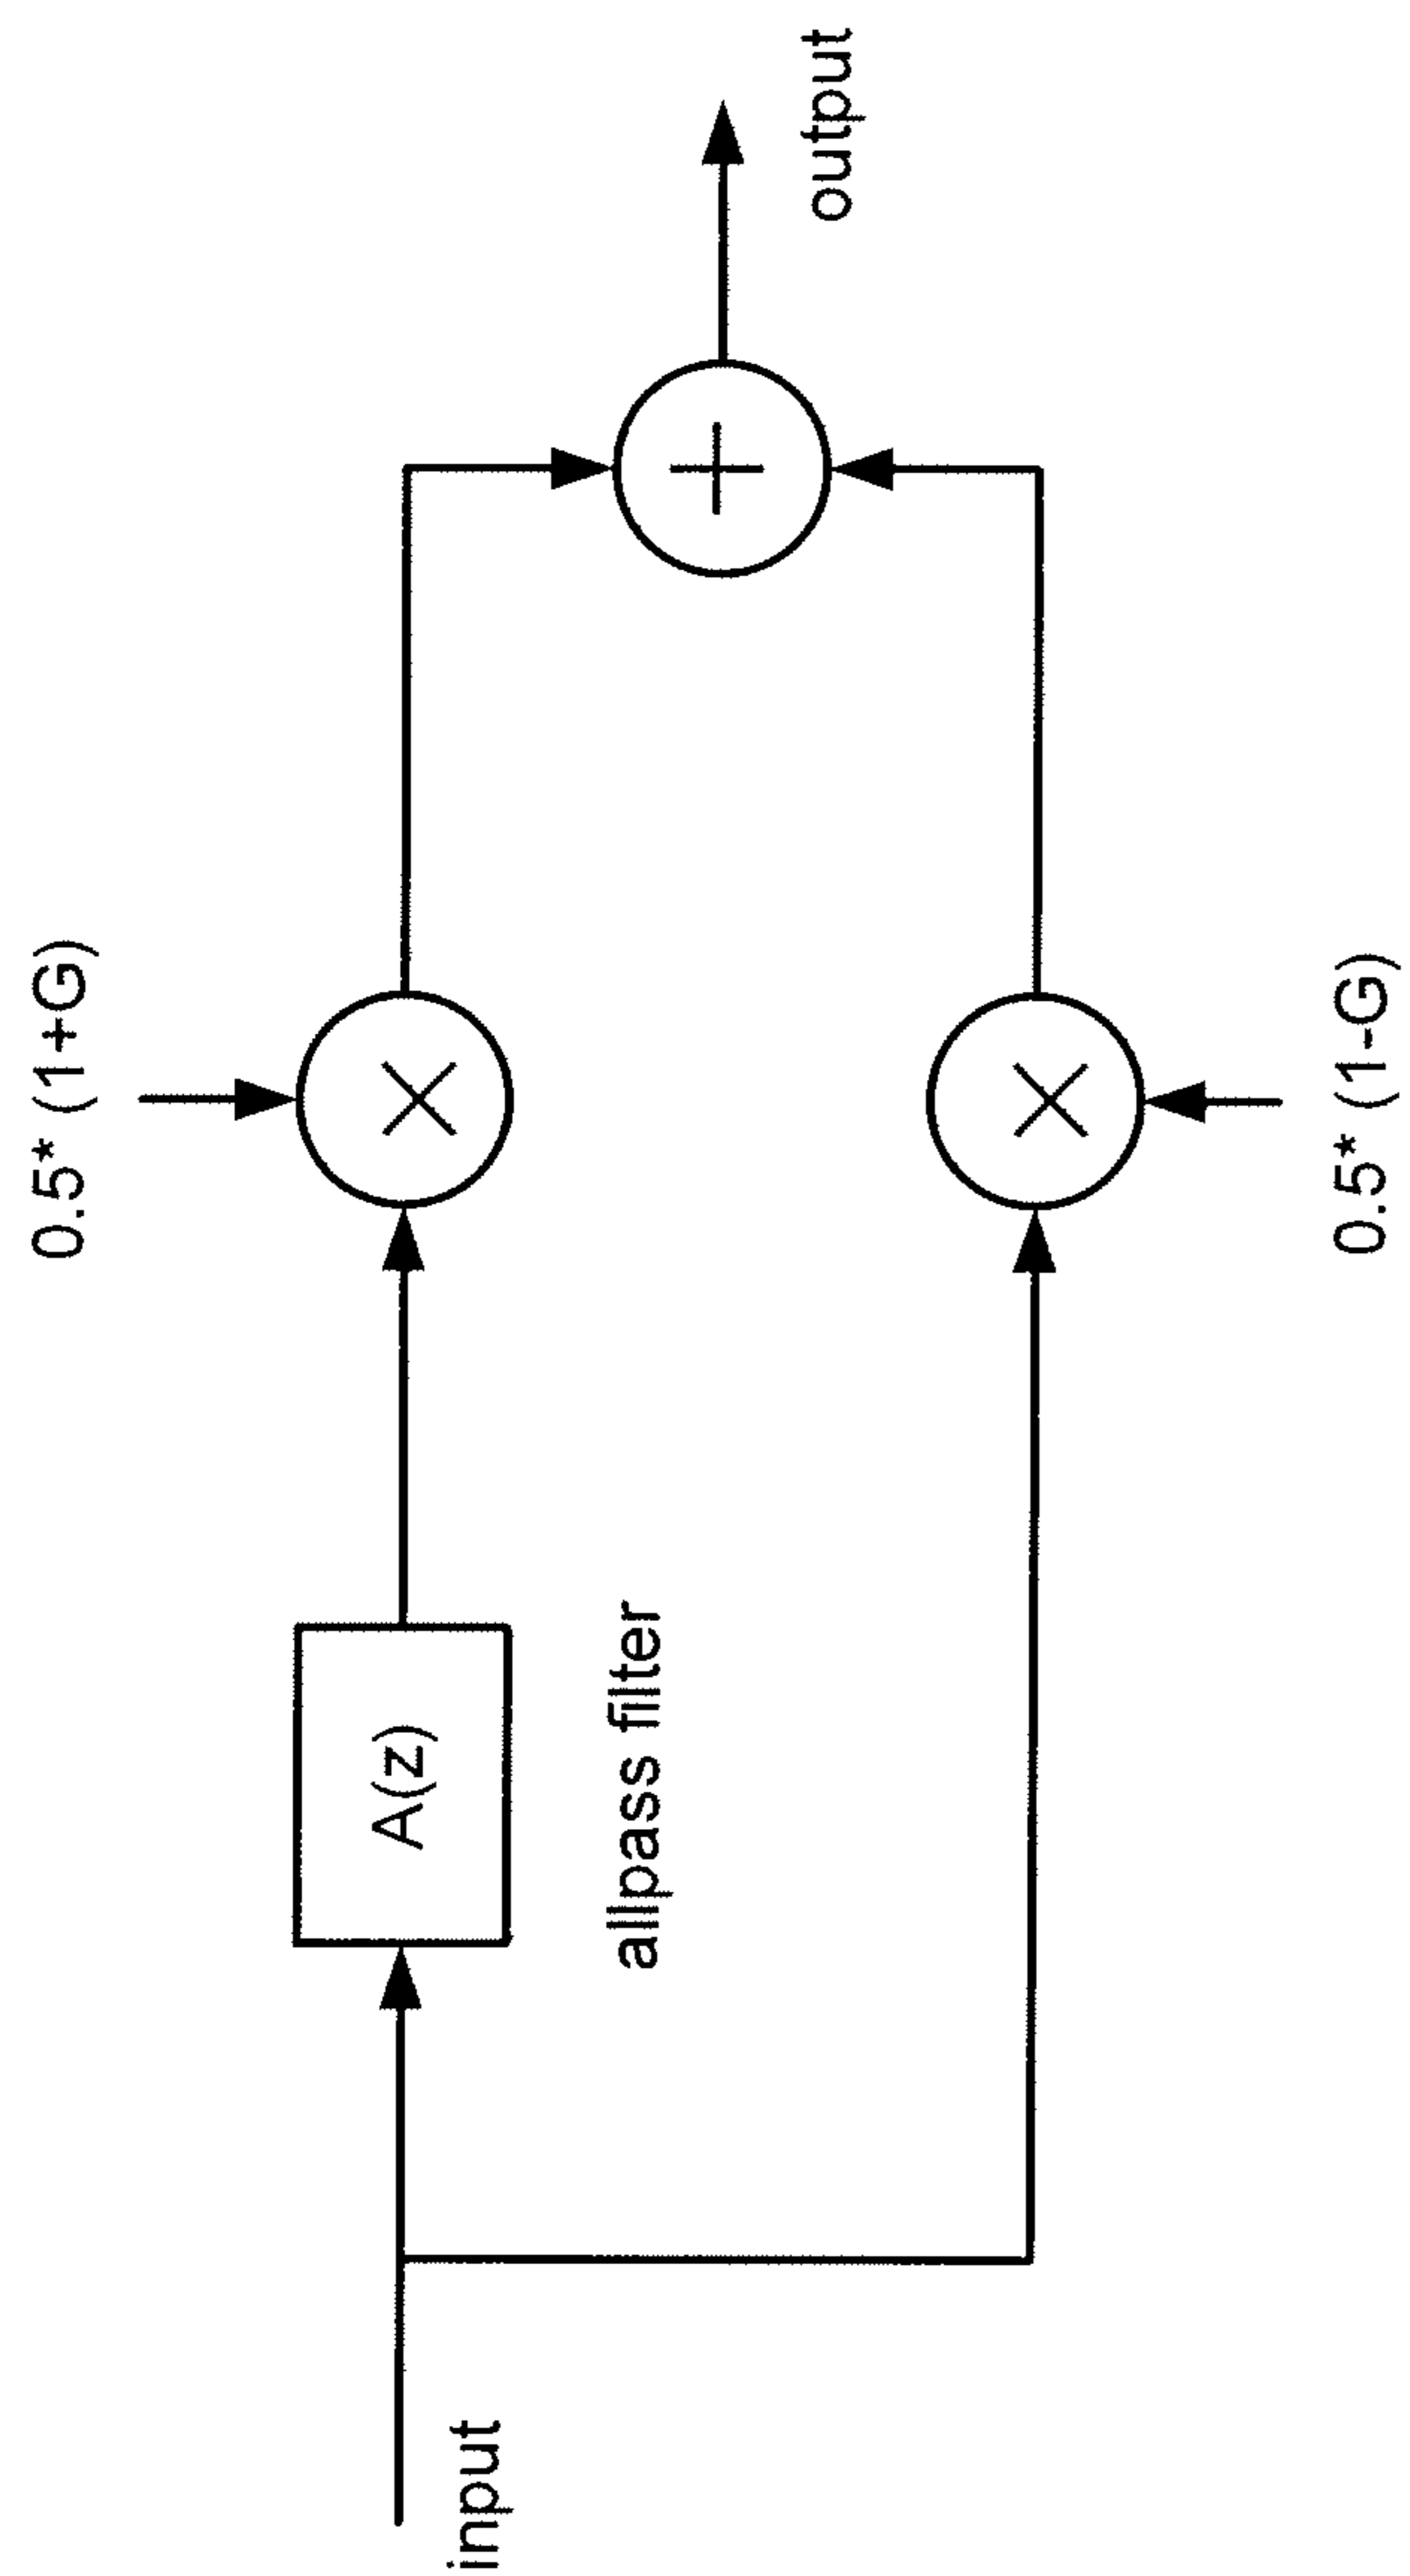 input
A(z)
allpass filter
0.5* (1+G)
×
0.5* (1-G)
×
+
output